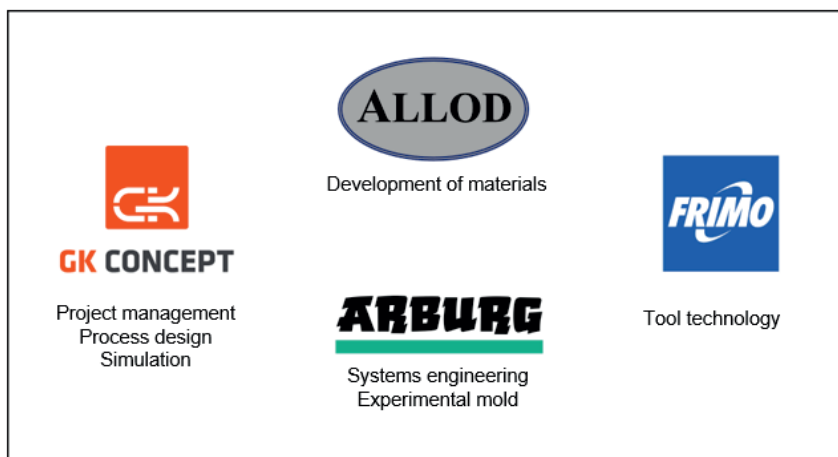 ALLOD
Development of materials
GK
GK CONCEPT
Project management
Process design
Simulation
FRIMO
Tool technology
ARBURG
Systems engineering
Experimental mold